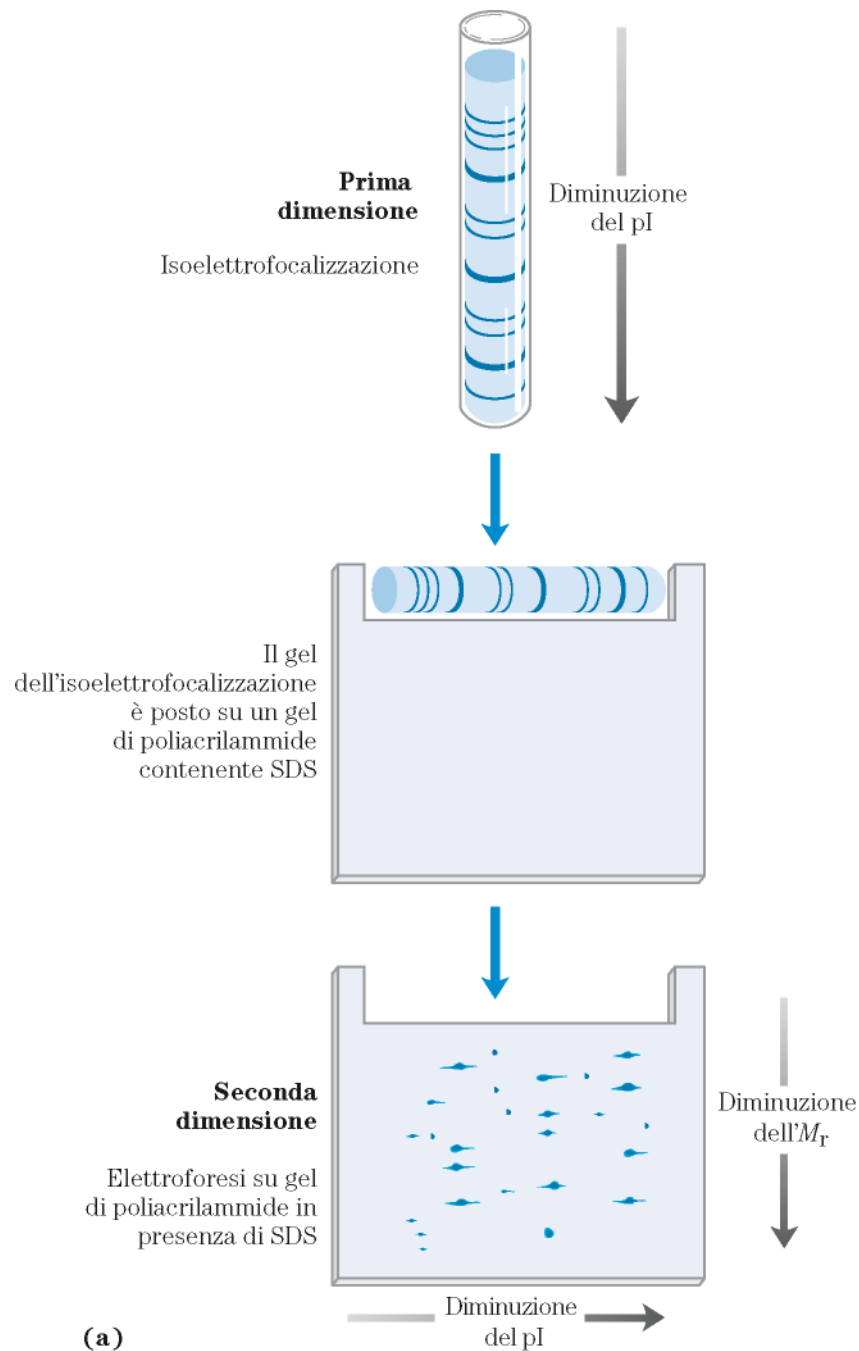 Prima
dimensione
Isoelettrofocalizzazione
Diminuzione
del pI
Il gel
dell'isoelettrofocalizzazione
è posto su un gel
di poliacrilammide
contenente SDS
Seconda
dimensione
Elettroforesi su gel
di poliacrilammide in
presenza di SDS
Diminuzione
dell'Mr
Diminuzione
del pI
(a)